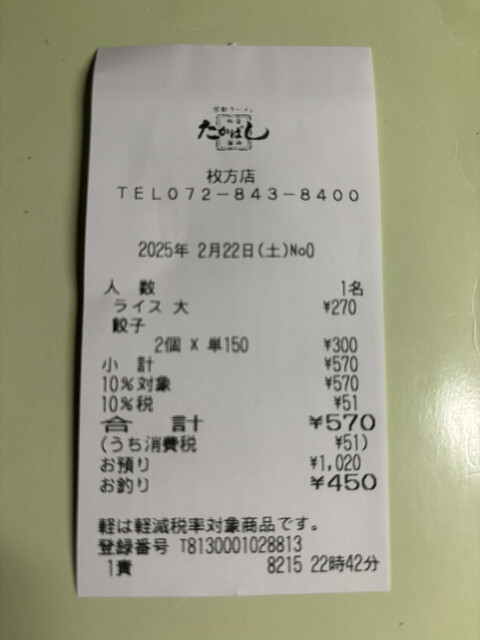 京都ラーメン
たかばし
枚方店
TEL072-843-8400
2025年 2月22日(土)No0
人 数 1名
ライス 大 ¥270
餃子
2個 X 単150 ¥300
小 計 ¥570
10%対象 ¥570
10%税 ¥51
合 計 ¥570
(うち消費税 ¥51)
お預り ¥1,020
お釣り ¥450
軽は軽減税率対象商品です。
登録番号 T8130001028813
1責 8215 22時42分